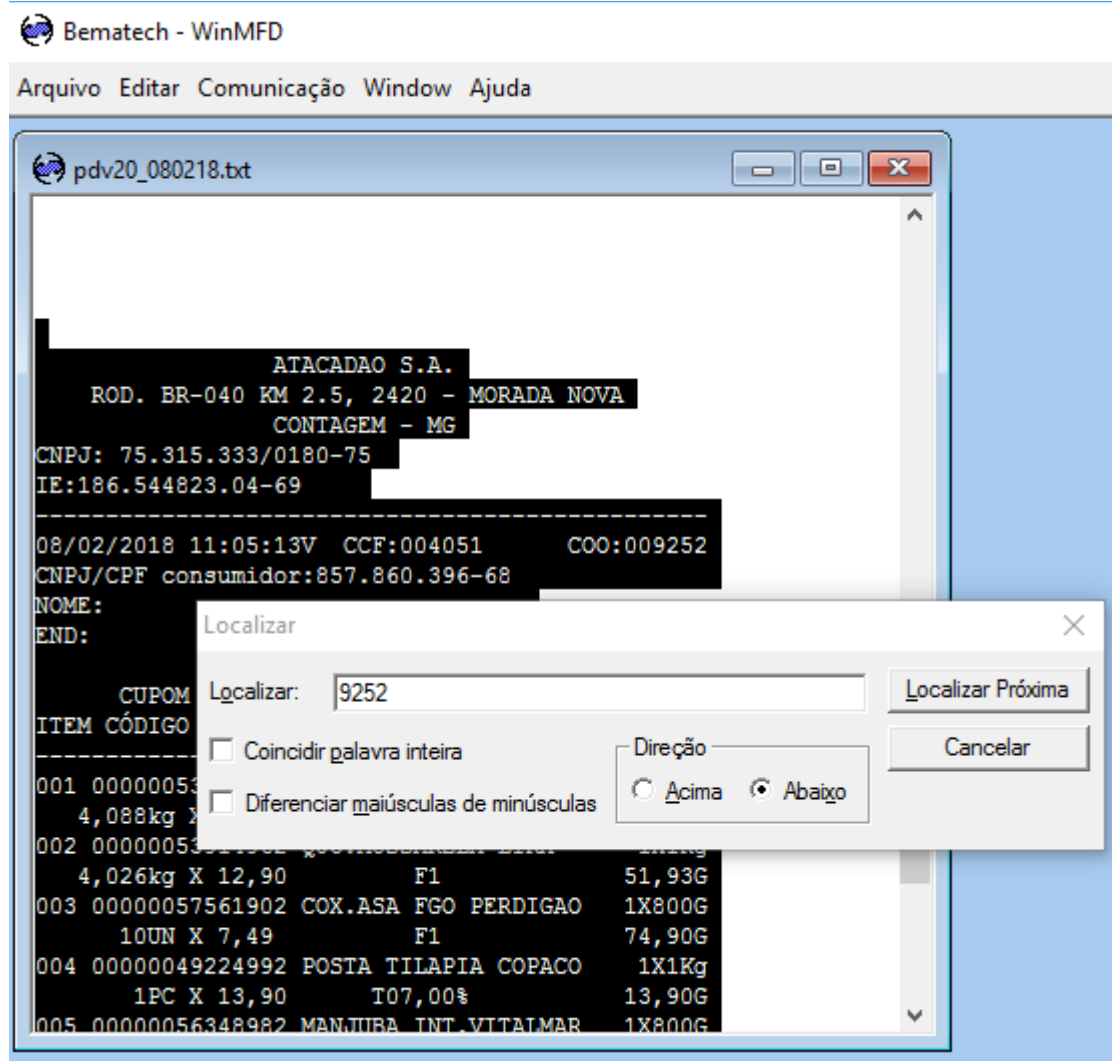 Bematech - WinMFD
Arquivo Editar Comunicação Window Ajuda
pdv20_080218.txt
ATACADAO S.A.
ROD. BR-040 KM 2.5, 2420 - MORADA NOVA
CONTAGEM - MG
CNPJ: 75.315.333/0180-75
IE:186.544823.04-69
------------------------------------------------
08/02/2018 11:05:13V CCF:004051 COO:009252
CNPJ/CPF consumidor:857.860.396-68
NOME:
END:
CUPOM
ITEM CÓDIGO
Localizar
Localizar: 9252 Localizar Próxima
Coincidir palavra inteira Direção Cancelar
Diferenciar maiúsculas de minúsculas Acima Abaixo
001 00000053
4,088kg X
002
4,026kg X 12,90 F1 51,93G
003 00000057561902 COX.ASA FGO PERDIGAO 1X800G
10UN X 7,49 F1 74,90G
004 00000049224992 POSTA TILAPIA COPACO 1X1Kg
1PC X 13,90 T07,00% 13,90G
005 00000056348982 MANJUBA INT.VITALMAR 1X800G